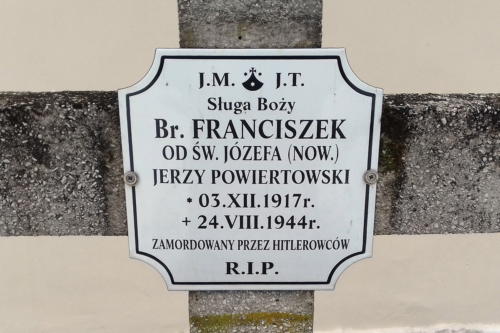 J.M. J.T.
Sługa Boży
Br. FRANCISZEK
OD ŚW. JÓZEFA (NOW.)
JERZY POWIERTOWSKI
* 03.XII.1917r.
+ 24.VIII.1944r.
ZAMORDOWANY PRZEZ HITLEROWCÓW
R.I.P.